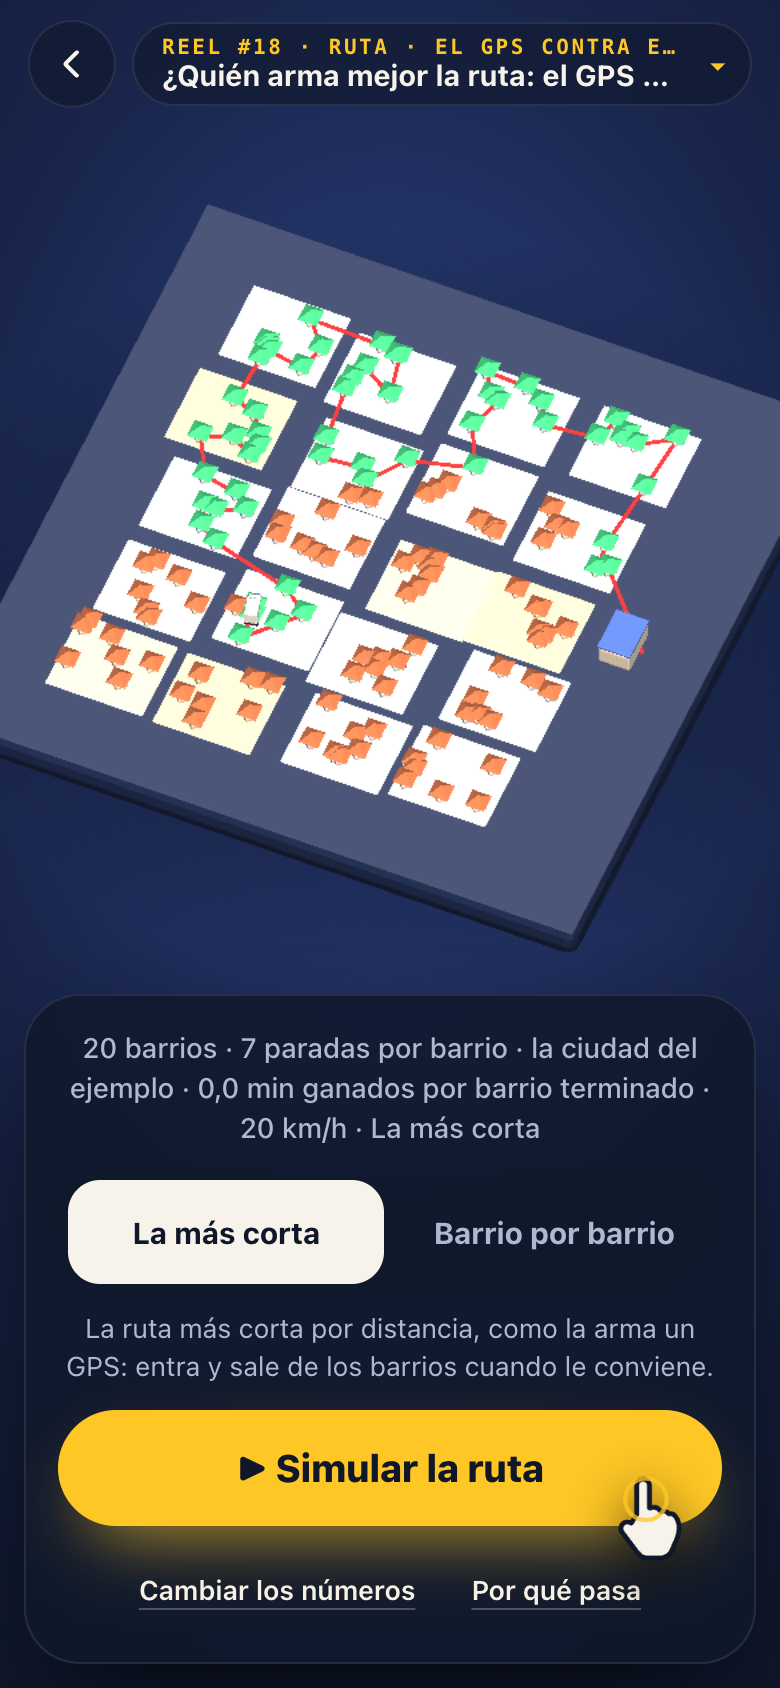 REEL #18 · RUTA · EL GPS CONTRA E…
¿Quién arma mejor la ruta: el GPS ...
20 barrios · 7 paradas por barrio · la ciudad del
ejemplo · 0,0 min ganados por barrio terminado ·
20 km/h · La más corta
La más corta
Barrio por barrio
La ruta más corta por distancia, como la arma un
GPS: entra y sale de los barrios cuando le conviene.
Simular la ruta
Cambiar los números
Por qué pasa